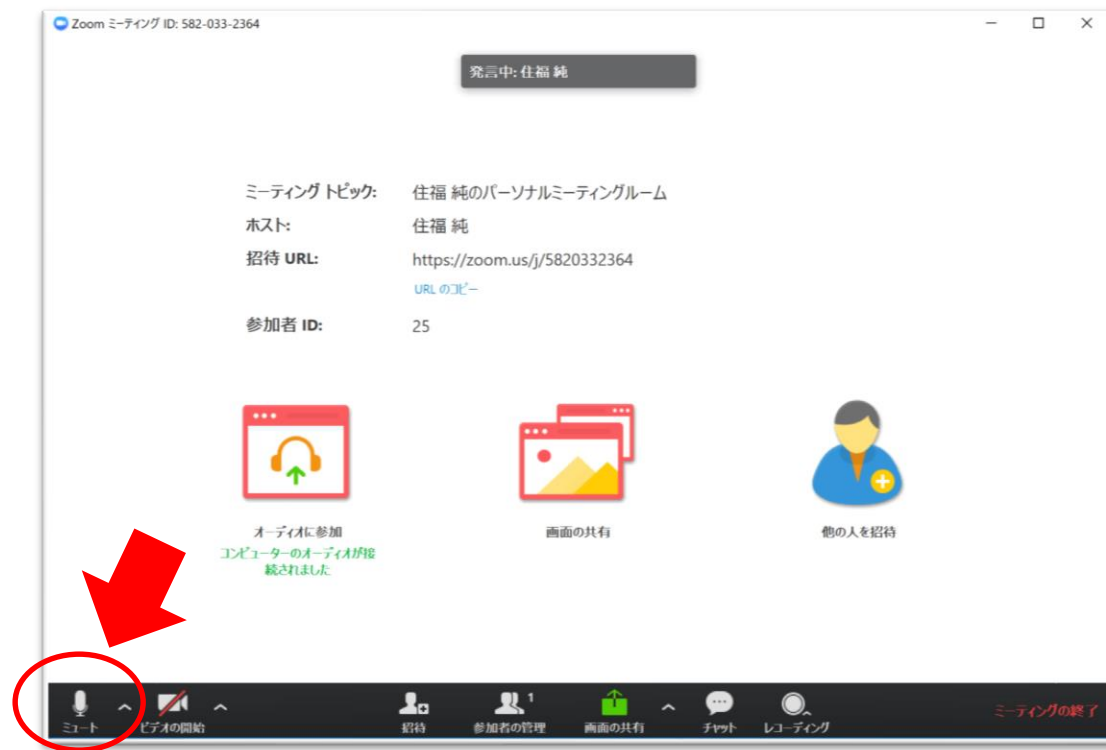 Zoom ミーティング ID: 582-033-2364
発言中: 住福 純
ミーティング トピック: 住福 純のパーソナルミーティングルーム
ホスト: 住福 純
招待 URL: https://zoom.us/j/5820332364
URL のコピー
参加者 ID: 25
オーディオに参加 画面の共有 他の人を招待
コンピューターのオーディオが接
続されました
1
ミュート ビデオの開始 招待 参加者の管理 画面の共有 チャット レコーディング ミーティングの終了